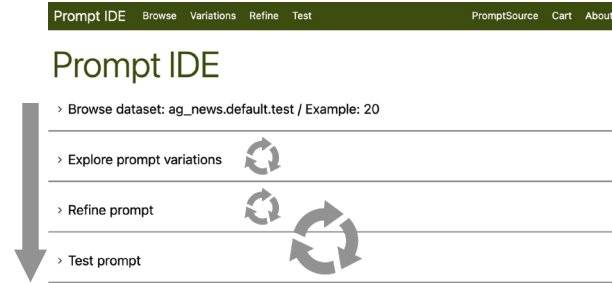 Prompt IDE Browse Variations Refine Test PromptSource Cart About
Prompt IDE
> Browse dataset: ag_news.default.test / Example: 20
> Explore prompt variations
> Refine prompt
> Test prompt